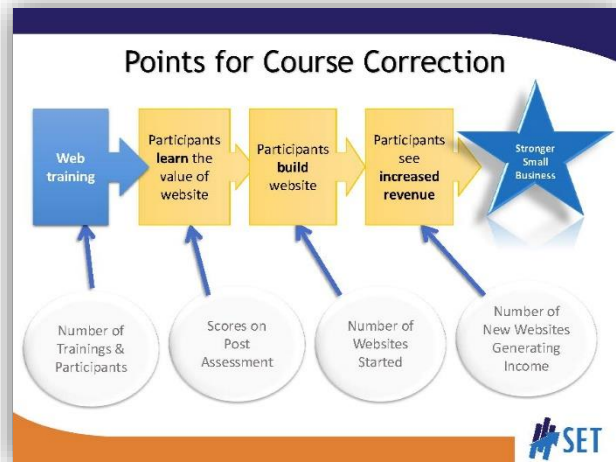 Points for Course Correction
Web
training
Participants
learn the
value of
website
Participants
build
website
Participants
see
increased
revenue
Stronger
Small
Business
Number of
Trainings &
Participants
Scores on
Post
Assessment
Number of
Websites
Started
Number of
New Websites
Generating
Income
SET